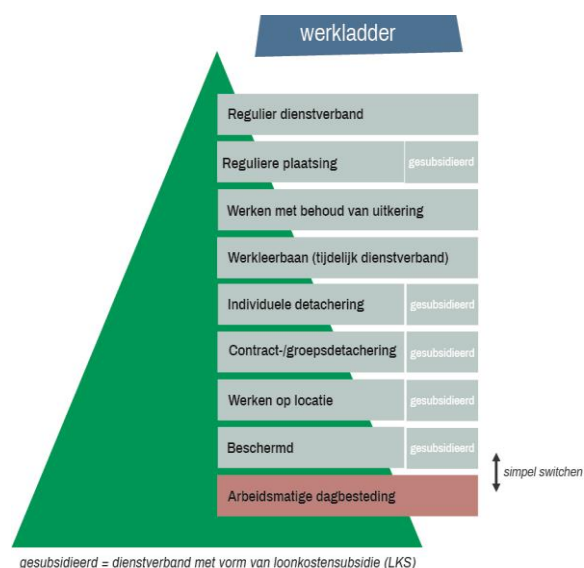 werkladder
Regulier dienstverband
Reguliere plaatsing gesubsidieerd
Werken met behoud van uitkering
Werkleerbaan (tijdelijk dienstverband)
Individuele detachering gesubsidieerd
Contract-/groepsdetachering gesubsidieerd
Werken op locatie gesubsidieerd
Beschermd gesubsidieerd
simpel switchen
Arbeidsmatige dagbesteding
gesubsidieerd = dienstverband met vorm van loonkostensubsidie (LKS)